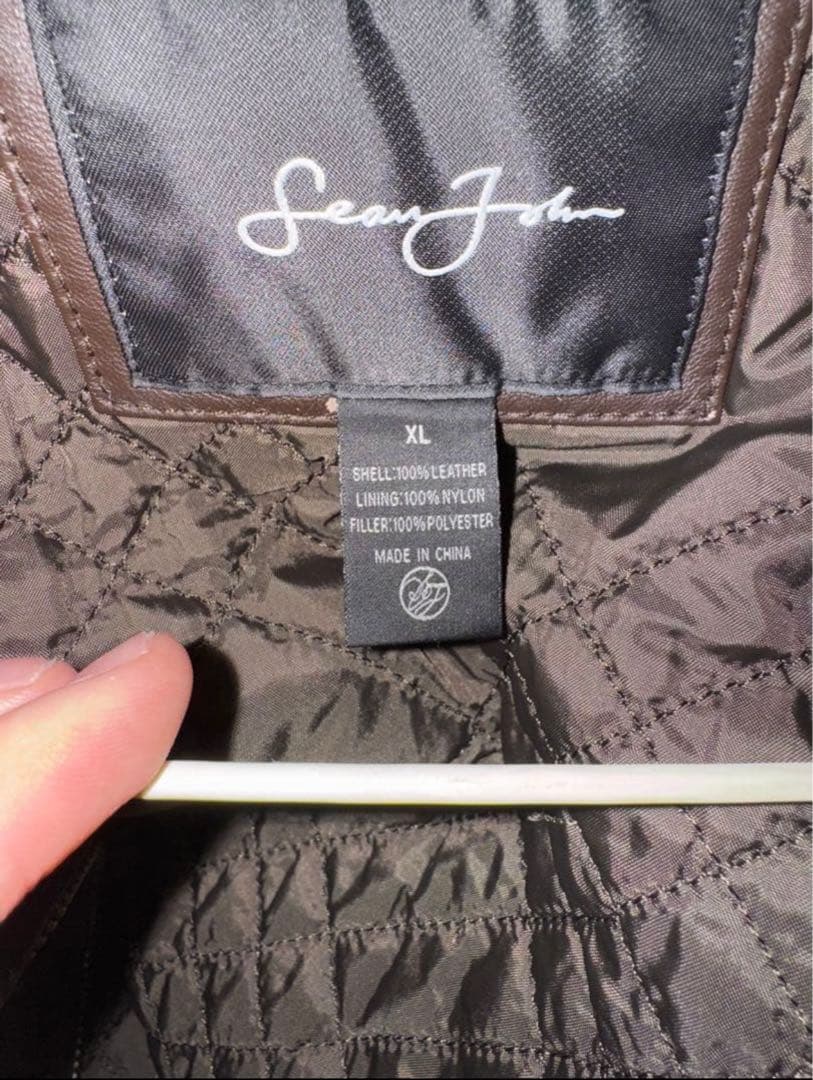 Sean John
XL
SHELL:100% LEATHER
LINING:100% NYLON
FILLER:100% POLYESTER
MADE IN CHINA